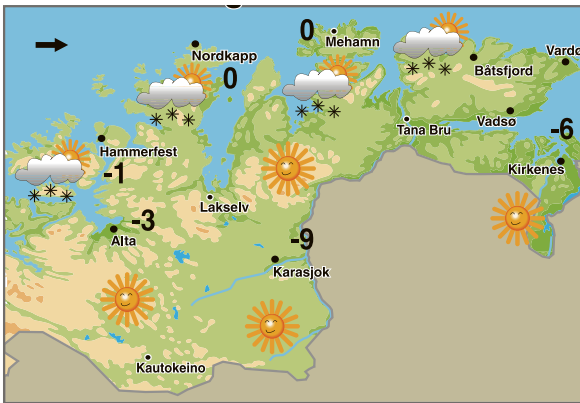 0
Mehamn
Nordkapp
Vardø
Båtsfjord
0
Vadsø
Tana Bru
-6
Hammerfest
Kirkenes
-1
Lakselv
-3
Alta
-9
Karasjok
Kautokeino